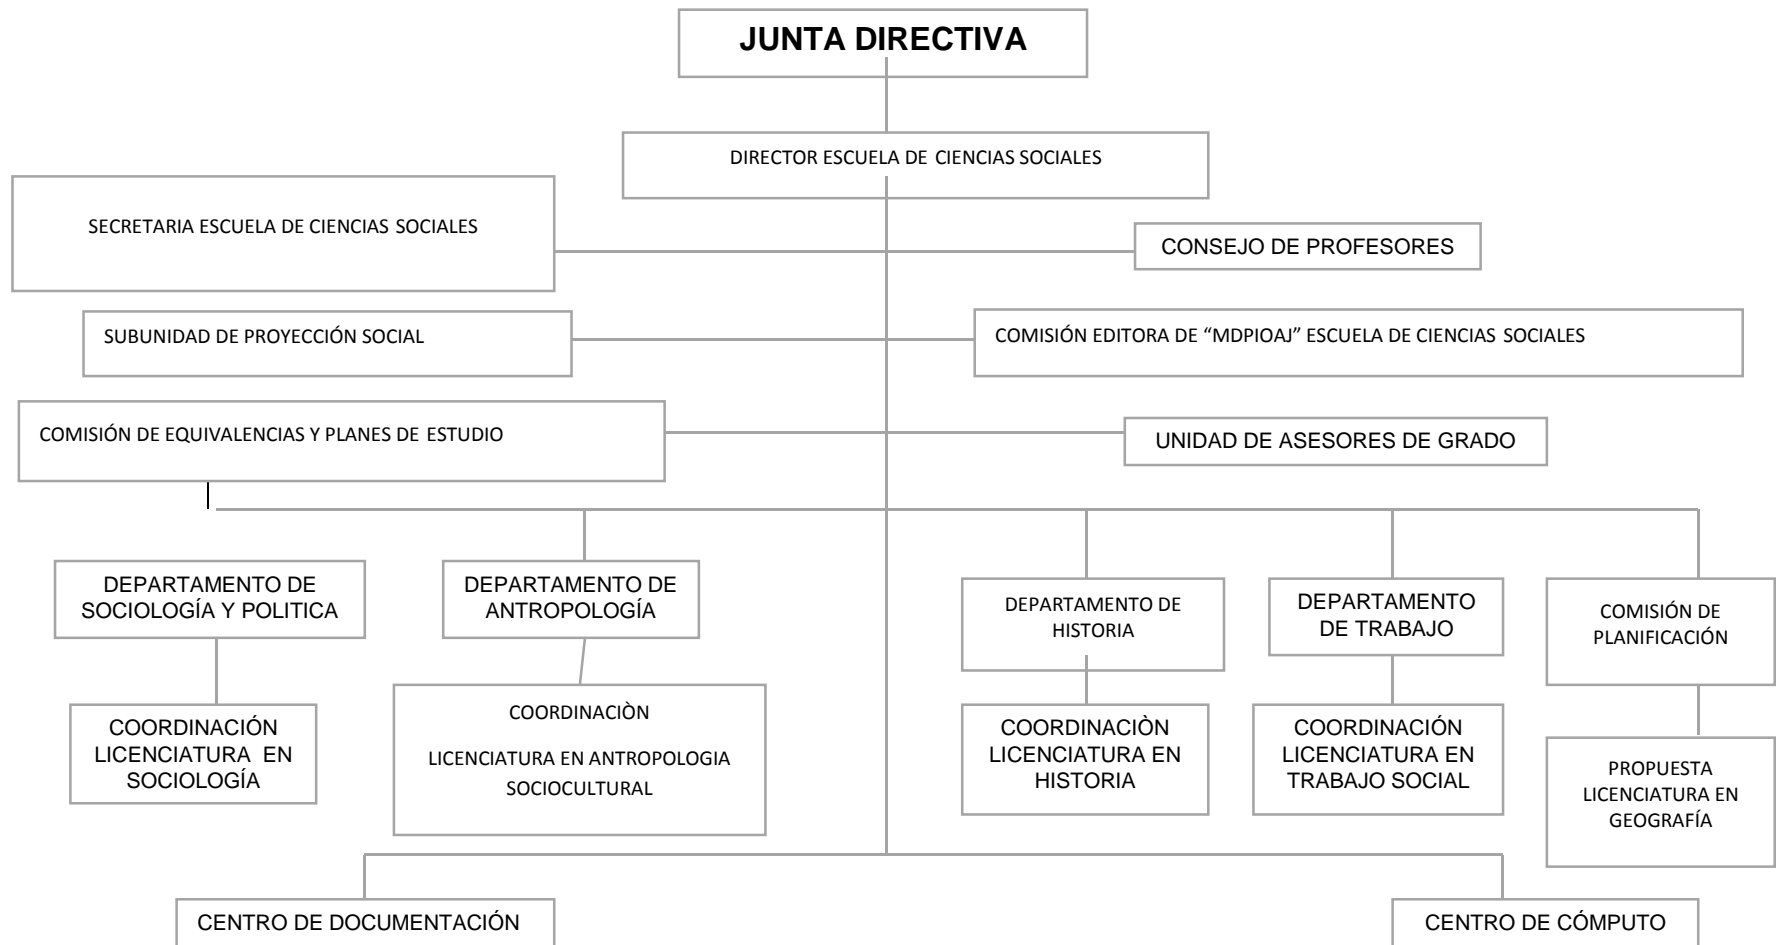 JUNTA DIRECTIVA
DIRECTOR ESCUELA DE CIENCIAS SOCIALES
SECRETARIA ESCUELA DE CIENCIAS SOCIALES
CONSEJO DE PROFESORES
SUBUNIDAD DE PROYECCIÓN SOCIAL
COMISIÓN EDITORA DE “MDPIOAJ” ESCUELA DE CIENCIAS SOCIALES
COMISIÓN DE EQUIVALENCIAS Y PLANES DE ESTUDIO
UNIDAD DE ASESORES DE GRADO
DEPARTAMENTO DE
SOCIOLOGÍA Y POLITICA
DEPARTAMENTO DE
ANTROPOLOGÍA
DEPARTAMENTO DE
HISTORIA
DEPARTAMENTO
DE TRABAJO
COMISIÓN DE
PLANIFICACIÓN
COORDINACIÓN
LICENCIATURA EN
SOCIOLOGÍA
COORDINACIÒN
LICENCIATURA EN ANTROPOLOGIA
SOCIOCULTURAL
COORDINACIÒN
LICENCIATURA EN
HISTORIA
COORDINACIÓN
LICENCIATURA EN
TRABAJO SOCIAL
PROPUESTA
LICENCIATURA EN
GEOGRAFÍA
CENTRO DE DOCUMENTACIÓN
CENTRO DE CÓMPUTO